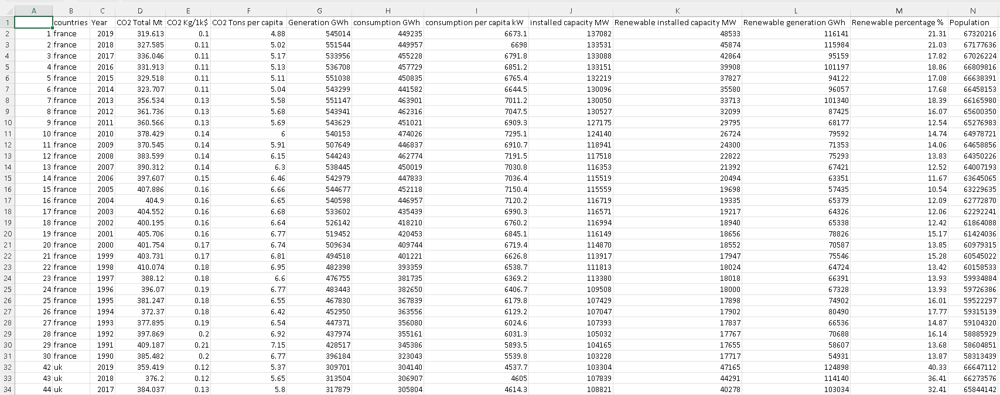 A B C D E F G H I J K L M N
1 countries Year CO2 Total Mt CO2 Kg/1k$ CO2 Tons per capita Generation GWh consumption GWh consumption per capita kW installed capacity MW Renewable installed capacity MW Renewable generation GWh Renewable percentage % Population
2 1 france 2019 319.613 0.1 4.88 545014 449235 6673.1 137082 48533 116141 21.31 67320216
3 2 france 2018 327.585 0.11 5.02 551544 449957 6698 133531 45874 115984 21.03 67177636
4 3 france 2017 336.046 0.11 5.17 533956 455228 6791.8 133088 42864 95159 17.82 67026224
5 4 france 2016 331.913 0.11 5.13 536708 457729 6851.2 133151 39908 101197 18.86 66809816
6 5 france 2015 329.518 0.11 5.11 551038 450835 6765.4 132219 37827 94122 17.08 66638391
7 6 france 2014 323.707 0.11 5.04 543299 441582 6644.5 130096 35580 96057 17.68 66458153
8 7 france 2013 356.534 0.13 5.58 551147 463901 7011.2 130050 33713 101340 18.39 66165980
9 8 france 2012 361.736 0.13 5.68 543941 462316 7047.5 130527 32099 87425 16.07 65600350
10 9 france 2011 360.566 0.13 5.69 543629 451021 6909.3 127175 29795 68177 12.54 65276983
11 10 france 2010 378.429 0.14 6 540153 474026 7295.1 124140 26724 79592 14.74 64978721
12 11 france 2009 370.545 0.14 5.91 507649 446837 6910.7 118941 24300 71353 14.06 64658856
13 12 france 2008 383.599 0.14 6.15 544243 462774 7191.5 117518 22822 75293 13.83 64350226
14 13 france 2007 390.312 0.14 6.3 538445 450019 7030.8 116353 21392 67421 12.52 64007193
15 14 france 2006 397.607 0.15 6.46 542979 447833 7036.4 115519 20494 63351 11.67 63645065
16 15 france 2005 407.886 0.16 6.66 544677 452118 7150.4 115559 19698 57435 10.54 63229635
17 16 france 2004 404.9 0.16 6.65 540598 446957 7120.2 116719 19335 65379 12.09 62772870
18 17 france 2003 404.552 0.16 6.68 533602 435439 6990.3 116571 19217 64326 12.06 62292241
19 18 france 2002 400.195 0.16 6.64 526142 418210 6760.2 116994 18940 65338 12.42 61864088
20 19 france 2001 405.706 0.16 6.77 519452 420453 6845.1 116149 18656 78826 15.17 61424036
21 20 france 2000 401.754 0.17 6.74 509634 409744 6719.4 114870 18552 70587 13.85 60979315
22 21 france 1999 403.731 0.17 6.81 494518 401221 6626.8 113917 17947 75546 15.28 60545022
23 22 france 1998 410.074 0.18 6.95 482398 393359 6538.7 111813 18024 64724 13.42 60158533
24 23 france 1997 388.12 0.18 6.6 476755 381735 6369.2 113380 18018 66391 13.93 59934884
25 24 france 1996 396.07 0.19 6.77 483443 382650 6406.7 109508 18000 67328 13.93 59726386
26 25 france 1995 381.247 0.18 6.55 467830 367839 6179.8 107429 17898 74902 16.01 59522297
27 26 france 1994 372.37 0.18 6.42 452950 363556 6129.2 107047 17902 80490 17.77 59315139
28 27 france 1993 377.895 0.19 6.54 447371 356080 6024.6 107393 17837 66536 14.87 59104320
29 28 france 1992 397.869 0.2 6.92 437974 355161 6031.3 105032 17767 70688 16.14 58885929
30 29 france 1991 409.187 0.21 7.15 428517 345386 5893.5 104165 17655 58607 13.68 58604851
31 30 france 1990 385.482 0.2 6.77 396184 323043 5539.8 103228 17717 54931 13.87 58313439
32 42 uk 2019 359.419 0.12 5.37 309701 304140 4537.7 103304 47165 124898 40.33 66647112
33 43 uk 2018 376.2 0.12 5.65 313504 306907 4605 107839 44291 114140 36.41 66273576
34 44 uk 2017 384.037 0.13 5.8 317879 305804 4614.3 108821 40278 103034 32.41 65844142